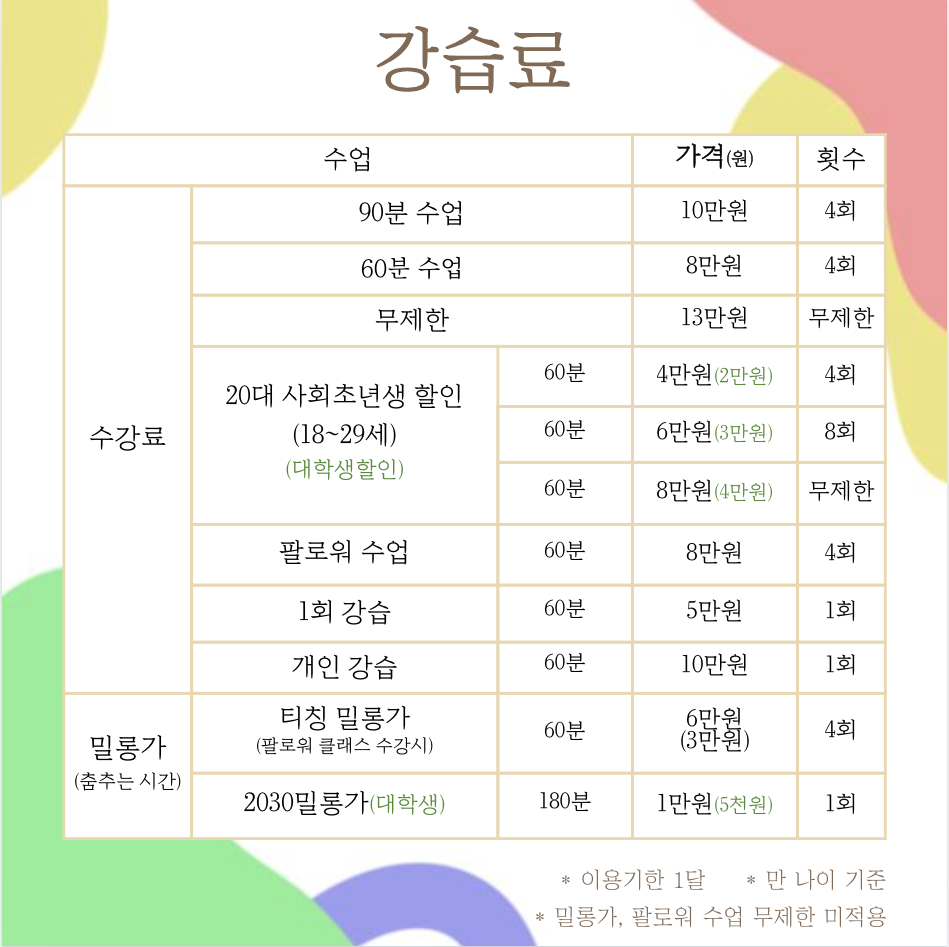 강습료
수업 가격(원) 횟수
수강료
90분 수업 10만원 4회
60분 수업 8만원 4회
무제한 13만원 무제한
20대 사회초년생 할인
(18~29세)
(대학생할인)
60분 4만원(2만원) 4회
60분 6만원(3만원) 8회
60분 8만원(4만원) 무제한
팔로워 수업 60분 8만원 4회
1회 강습 60분 5만원 1회
개인 강습 60분 10만원 1회
밀롱가
(춤추는 시간)
티칭 밀롱가
(팔로워 클래스 수강시)
60분
6만원
(3만원)
4회
2030밀롱가(대학생) 180분 1만원(5천원) 1회
* 이용기한 1달 * 만 나이 기준
* 밀롱가, 팔로워 수업 무제한 미적용